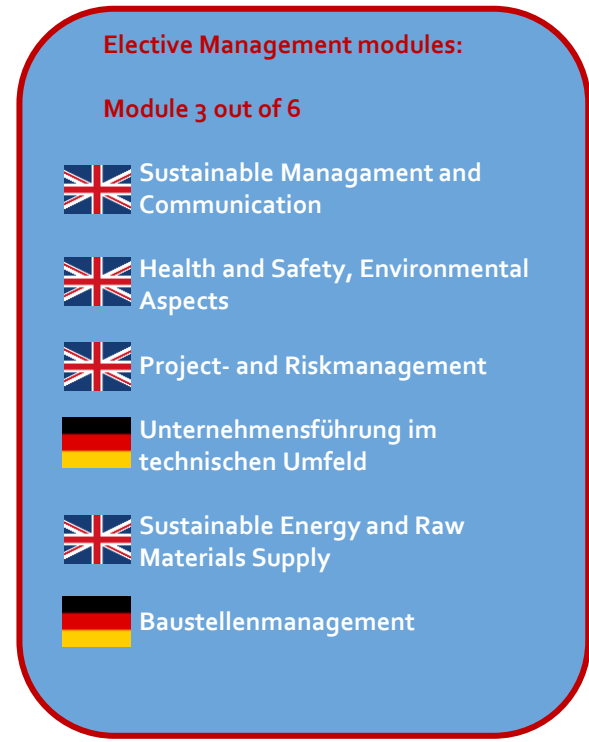 Elective Management modules:
Module 3 out of 6
Sustainable Managament and
Communication
Health and Safety, Environmental
Aspects
Project- and Riskmanagement
Unternehmensführung im
technischen Umfeld
Sustainable Energy and Raw
Materials Supply
Baustellenmanagement